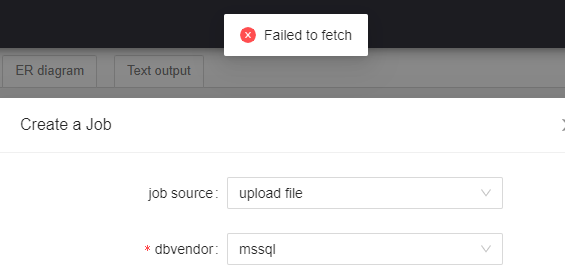 Failed to fetch
ER diagram Text output
Create a Job
job source: upload file
* dbvendor: mssql